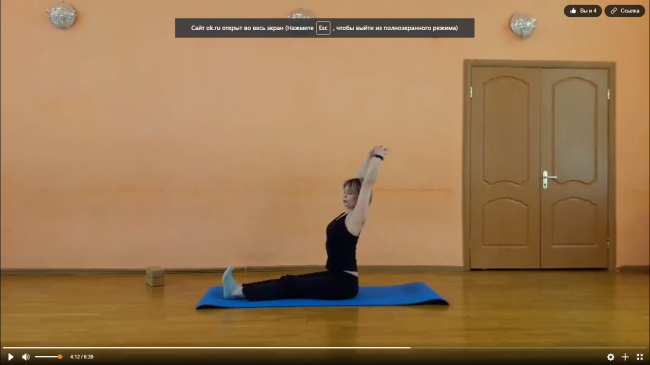 Вы и 4
Ссылка
Сайт ok.ru открыт во весь экран (Нажмите Esc , чтобы выйти из полноэкранного режима)
4:12 / 6:39